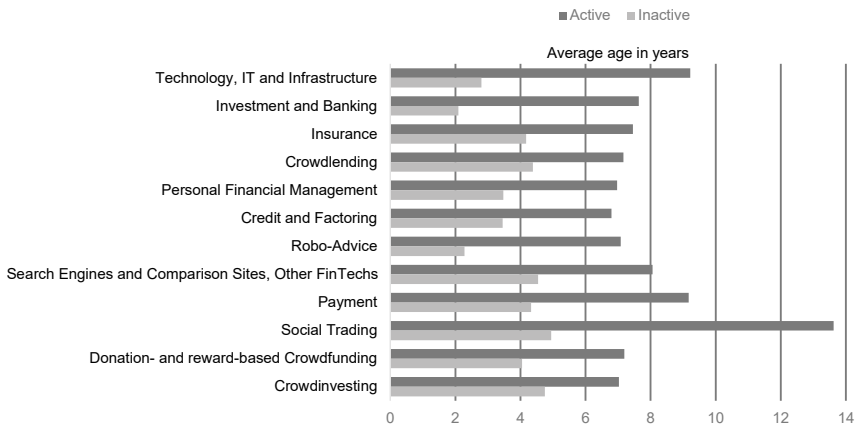 Active Inactive
Average age in years
Technology, IT and Infrastructure
Investment and Banking
Insurance
Crowdlending
Personal Financial Management
Credit and Factoring
Robo-Advice
Search Engines and Comparison Sites, Other FinTechs
Payment
Social Trading
Donation- and reward-based Crowdfunding
Crowdinvesting
0 2 4 6 8 10 12 14